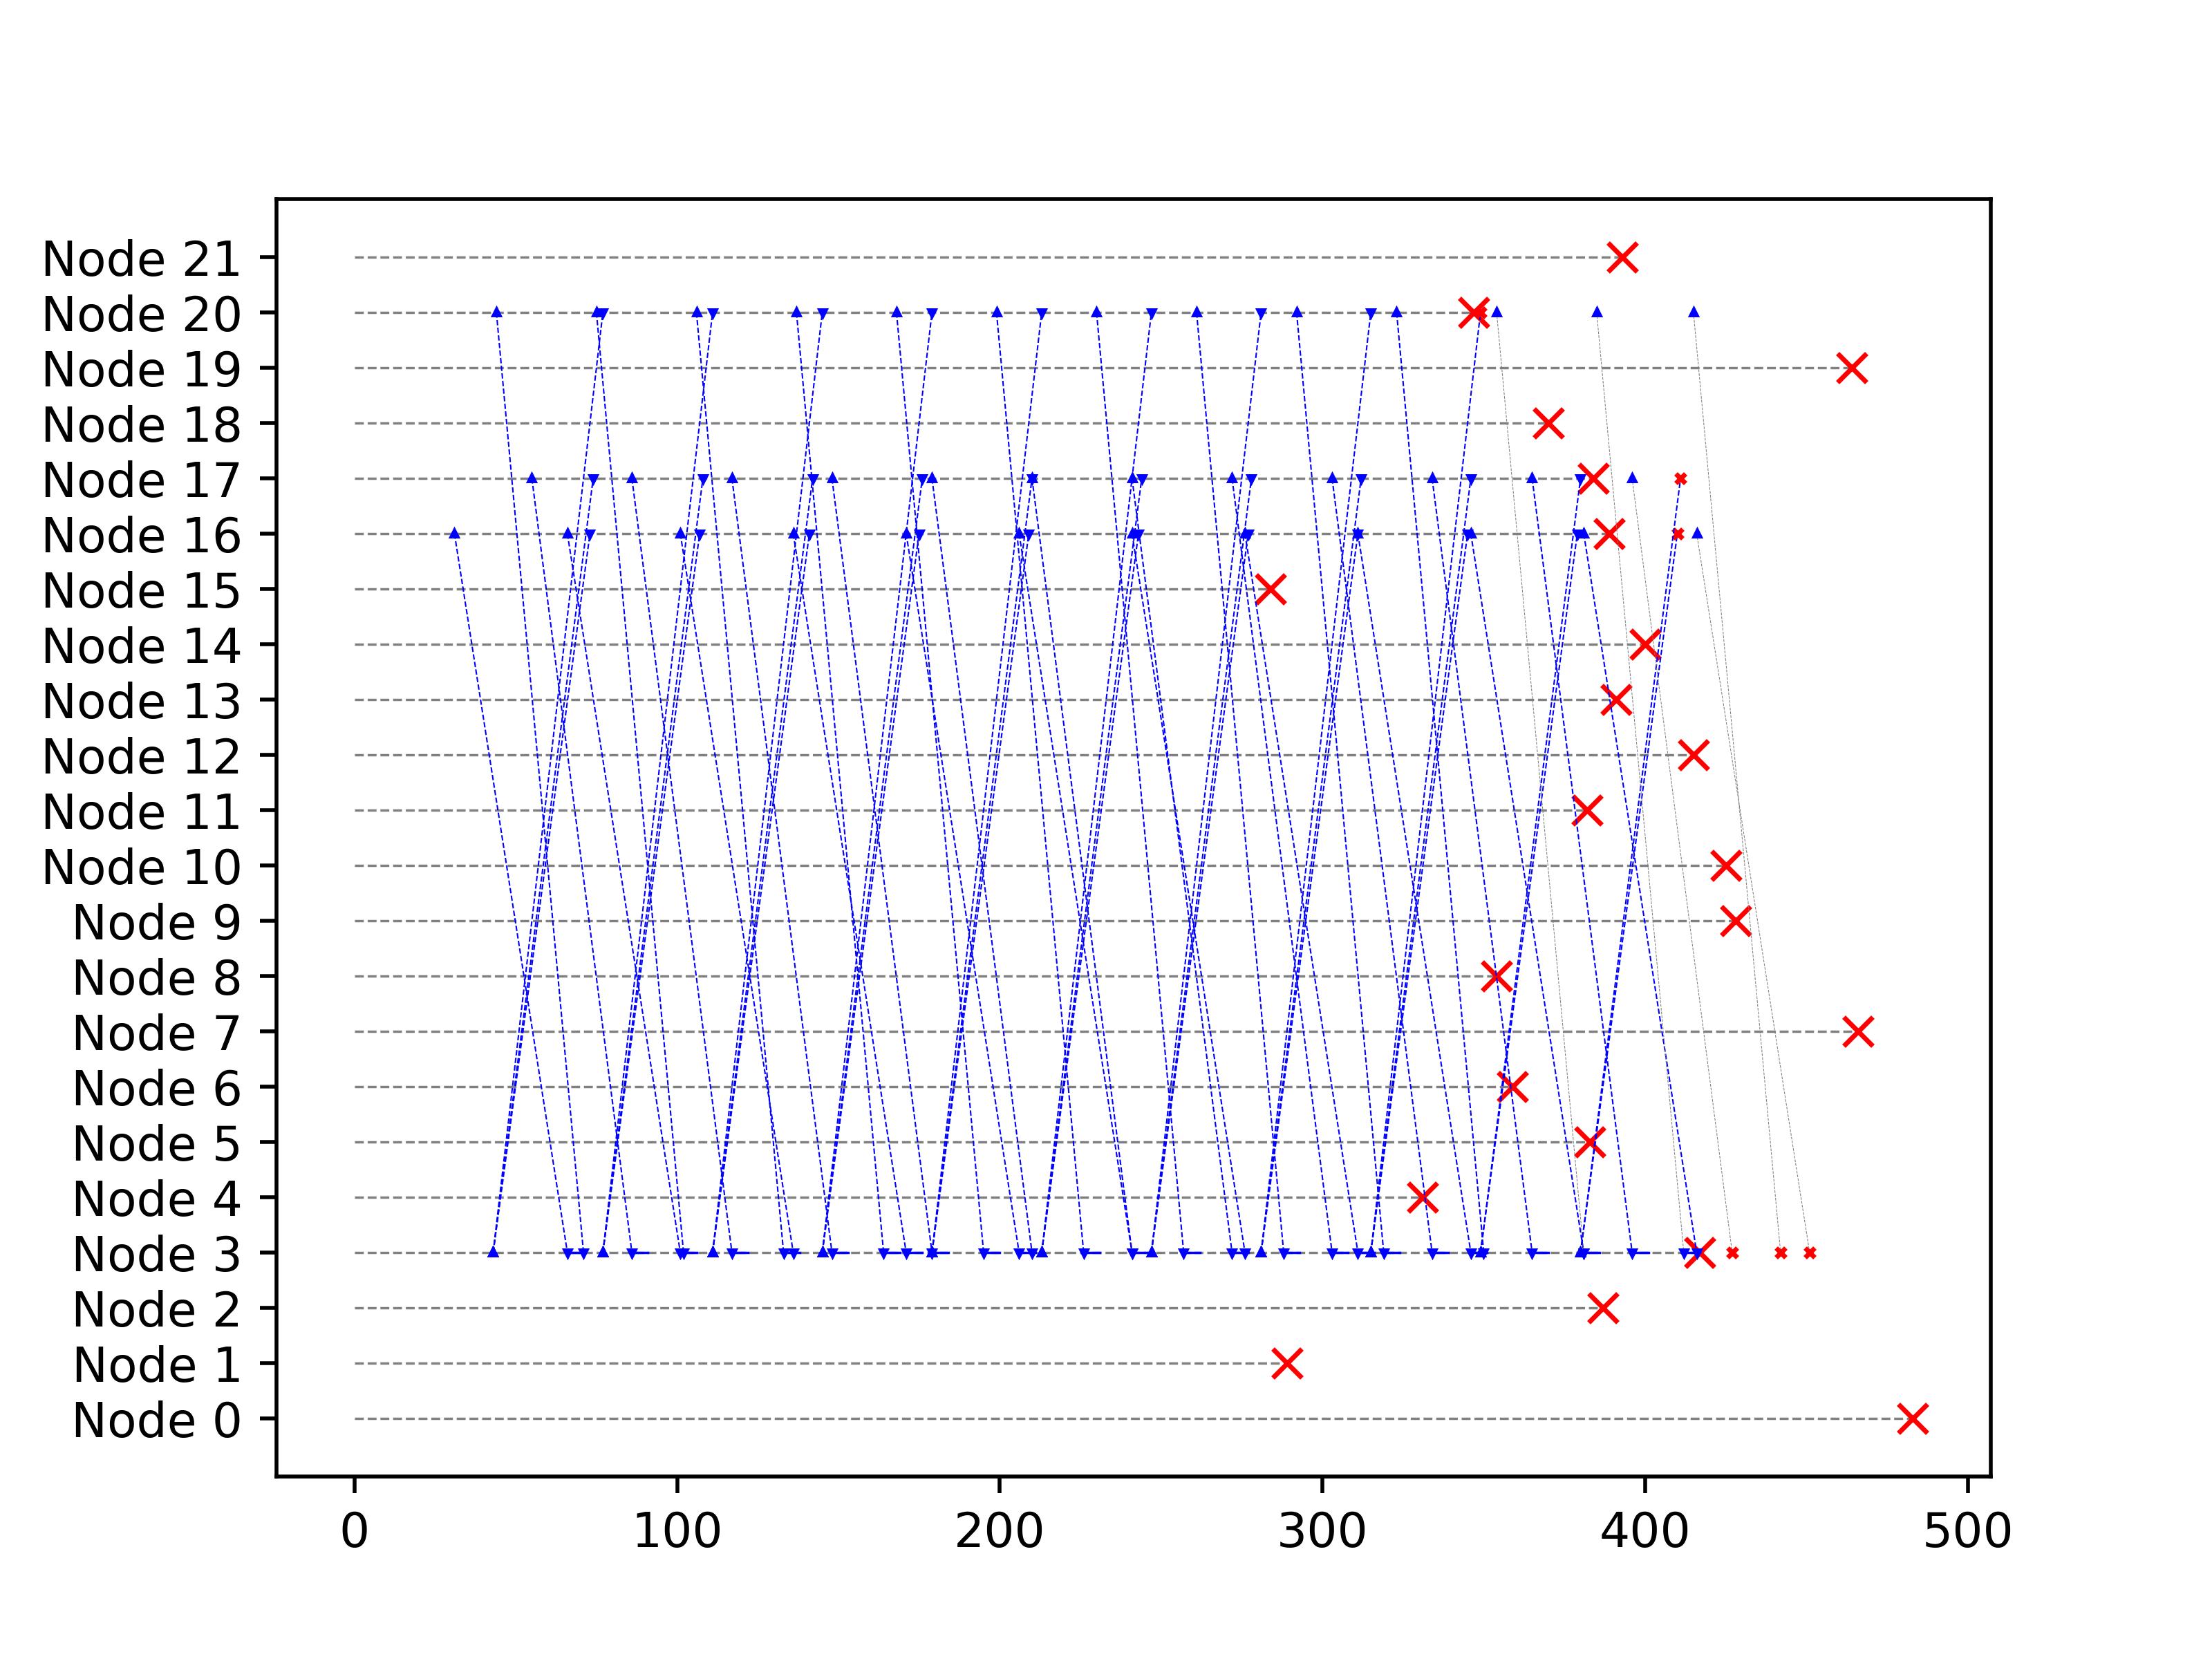 Node 21
Node 20
Node 19
Node 18
Node 17
Node 16
Node 15
Node 14
Node 13
Node 12
Node 11
Node 10
Node 9
Node 8
Node 7
Node 6
Node 5
Node 4
Node 3
Node 2
Node 1
Node 0
0 100 200 300 400 500